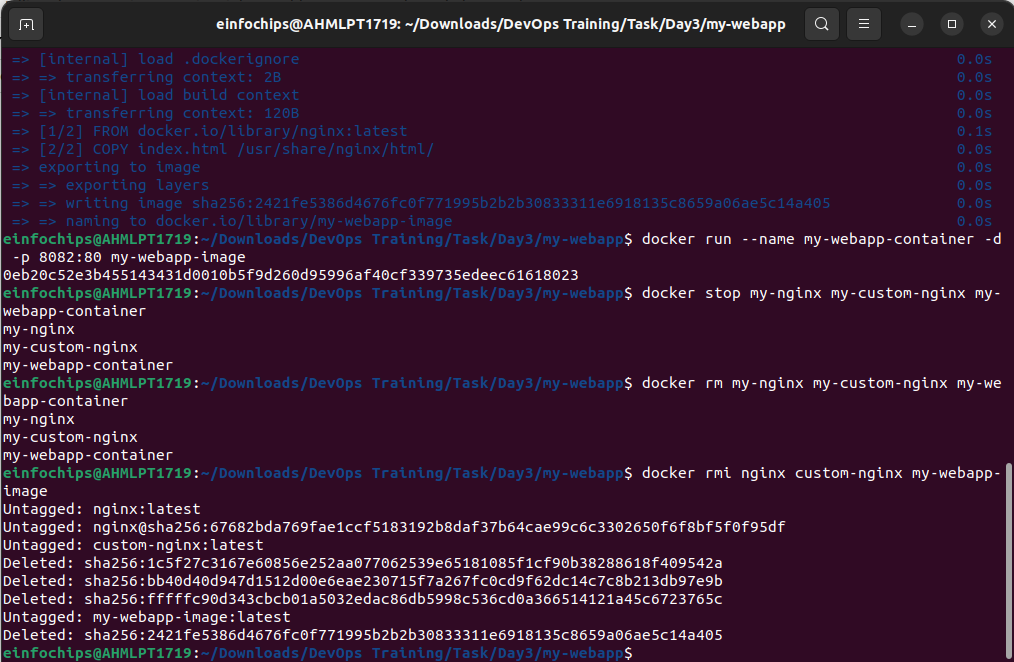 einfochips@AHMLPT1719: ~/Downloads/DevOps Training/Task/Day3/my-webapp
=> [internal] load .dockerignore 0.0s
=> => transferring context: 2B 0.0s
=> [internal] load build context 0.0s
=> => transferring context: 120B 0.0s
=> [1/2] FROM docker.io/library/nginx:latest 0.1s
=> [2/2] COPY index.html /usr/share/nginx/html/ 0.0s
=> exporting to image 0.0s
=> => exporting layers 0.0s
=> => writing image sha256:2421fe5386d4676fc0f771995b2b2b30833311e6918135c8659a06ae5c14a405 0.0s
=> => naming to docker.io/library/my-webapp-image 0.0s
einfochips@AHMLPT1719:~/Downloads/DevOps Training/Task/Day3/my-webapp$ docker run --name my-webapp-container -d
-p 8082:80 my-webapp-image
0eb20c52e3b455143431d0010b5f9d260d95996af40cf339735edeec61618023
einfochips@AHMLPT1719:~/Downloads/DevOps Training/Task/Day3/my-webapp$ docker stop my-nginx my-custom-nginx my-
webapp-container
my-nginx
my-custom-nginx
my-webapp-container
einfochips@AHMLPT1719:~/Downloads/DevOps Training/Task/Day3/my-webapp$ docker rm my-nginx my-custom-nginx my-we
bapp-container
my-nginx
my-custom-nginx
my-webapp-container
einfochips@AHMLPT1719:~/Downloads/DevOps Training/Task/Day3/my-webapp$ docker rmi nginx custom-nginx my-webapp-
image
Untagged: nginx:latest
Untagged: nginx@sha256:67682bda769fae1ccf5183192b8daf37b64cae99c6c3302650f6f8bf5f0f95df
Untagged: custom-nginx:latest
Deleted: sha256:1c5f27c3167e60856e252aa077062539e65181085f1cf90b38288618f409542a
Deleted: sha256:bb40d40d947d1512d00e6eae230715f7a267fc0cd9f62dc14c7c8b213db97e9b
Deleted: sha256:fffffc90d343cbcb01a5032edac86db5998c536cd0a366514121a45c6723765c
Untagged: my-webapp-image:latest
Deleted: sha256:2421fe5386d4676fc0f771995b2b2b30833311e6918135c8659a06ae5c14a405
einfochips@AHMLPT1719:~/Downloads/DevOps Training/Task/Day3/my-webapp$